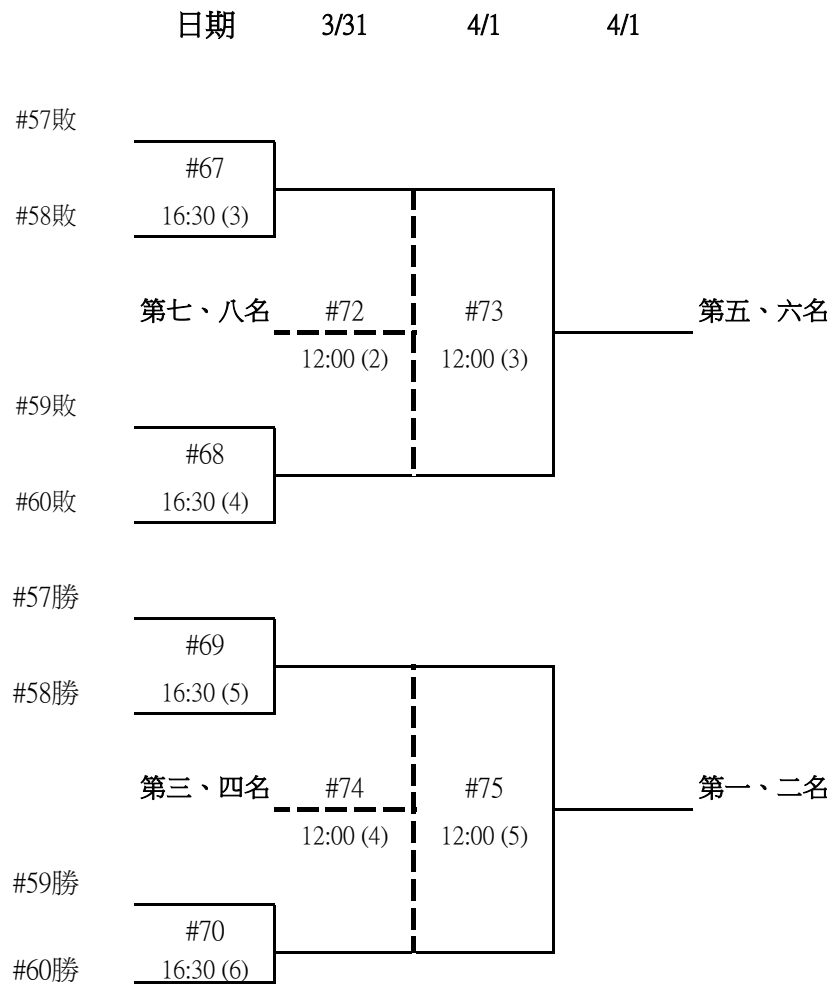 日期 3/31 4/1 4/1
#57敗
#67
#58敗 16:30 (3)
第七、八名 #72 #73 第五、六名
12:00 (2) 12:00 (3)
#59敗
#68
#60敗 16:30 (4)
#57勝
#69
#58勝 16:30 (5)
第三、四名 #74 #75 第一、二名
12:00 (4) 12:00 (5)
#59勝
#70
#60勝 16:30 (6)